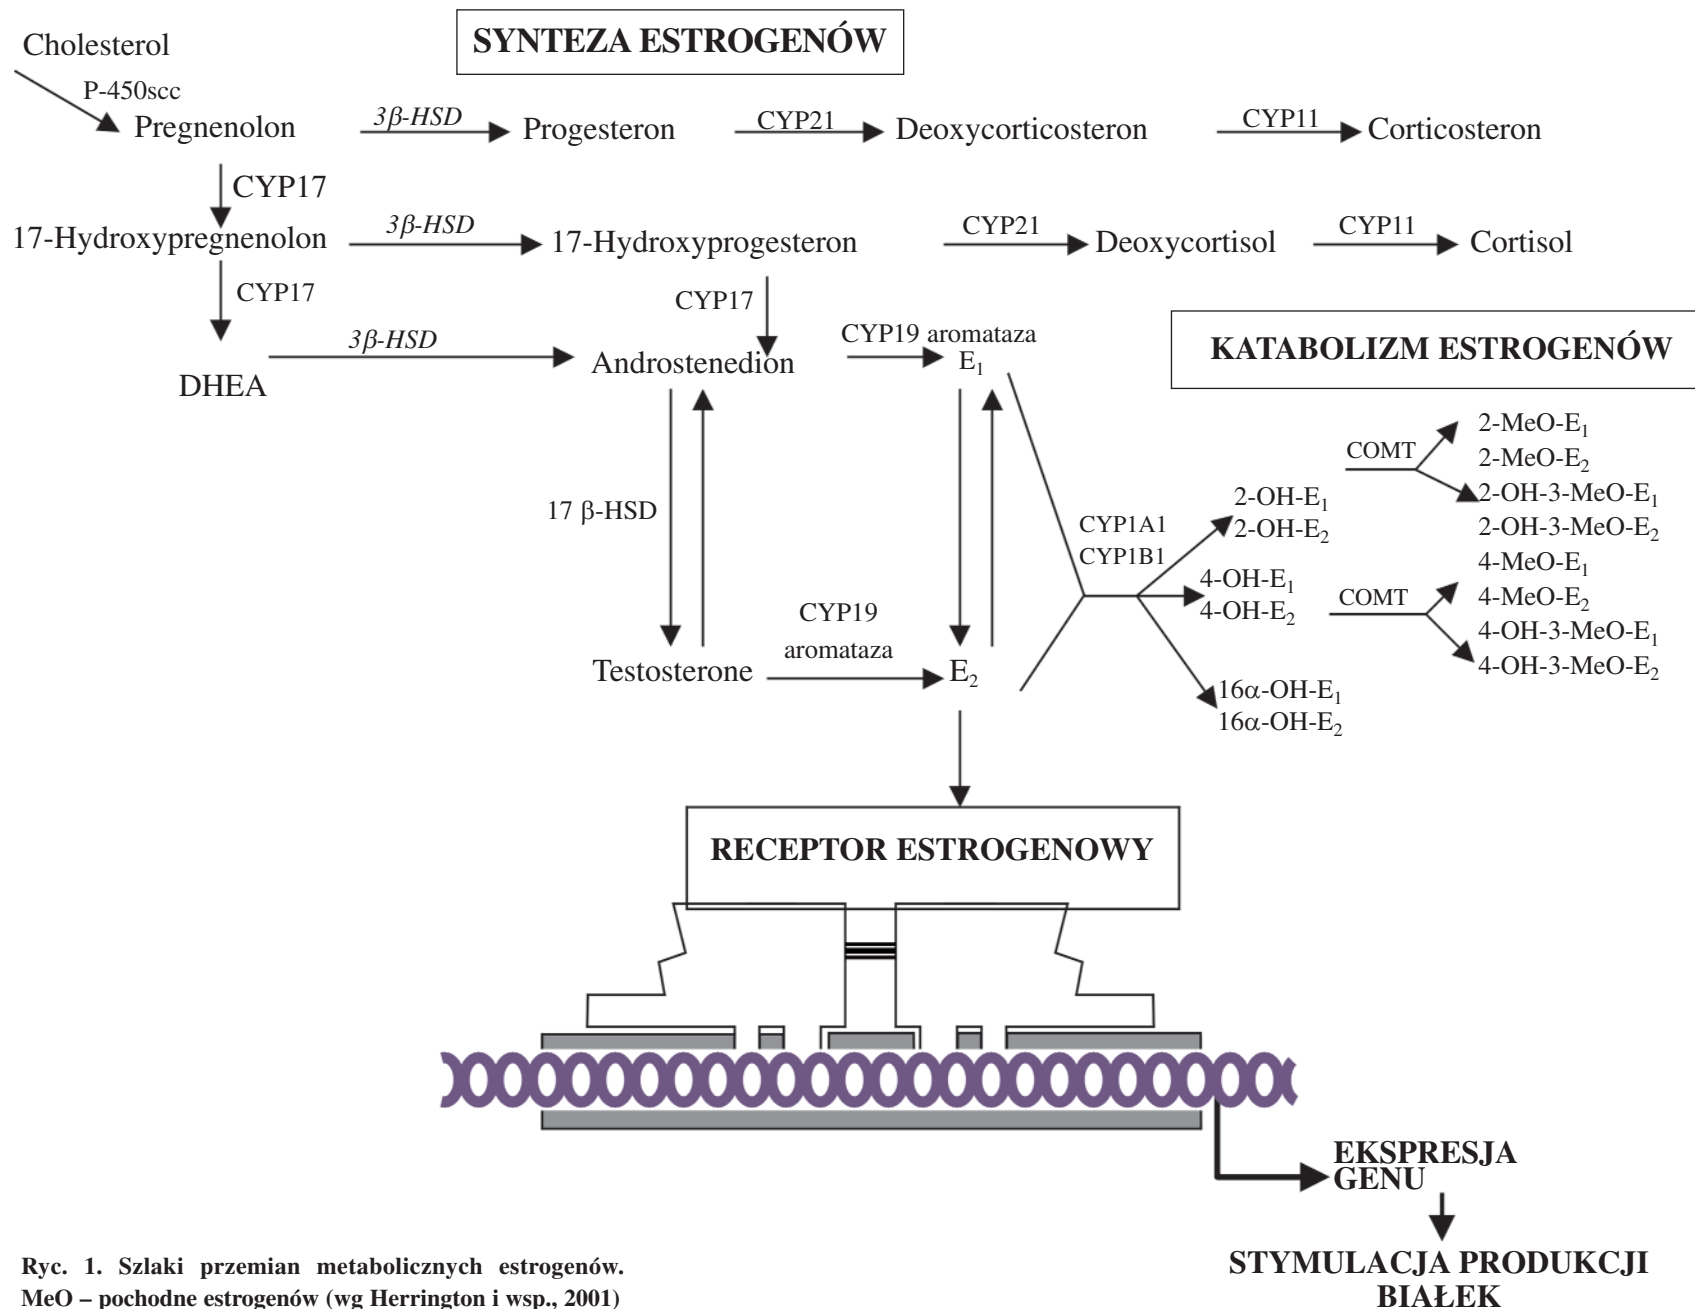 SYNTEZA ESTROGENÓW
Cholesterol
P-450scc
Pregnenolon
3β-HSD
Progesteron
CYP21
Deoxycorticosteron
CYP11
Corticosteron
CYP17
17-Hydroxypregnenolon
3β-HSD
17-Hydroxyprogesteron
CYP21
Deoxycortisol
CYP11
Cortisol
CYP17
CYP17
DHEA
3β-HSD
Androstenedion
CYP19 aromataza
E₁
KATABOLIZM ESTROGENÓW
17 β-HSD
CYP19
aromataza
Testosterone
E₂
CYP1A1
CYP1B1
2-OH-E₁
2-OH-E₂
4-OH-E₁
4-OH-E₂
16α-OH-E₁
16α-OH-E₂
COMT
2-MeO-E₁
2-MeO-E₂
2-OH-3-MeO-E₁
2-OH-3-MeO-E₂
COMT
4-MeO-E₁
4-MeO-E₂
4-OH-3-MeO-E₁
4-OH-3-MeO-E₂
RECEPTOR ESTROGENOWY
EKSPRESJA
GENU
STYMULACJA PRODUKCJI
BIAŁEK
Ryc. 1. Szlaki przemian metabolicznych estrogenów.
MeO – pochodne estrogenów (wg Herrington i wsp., 2001)